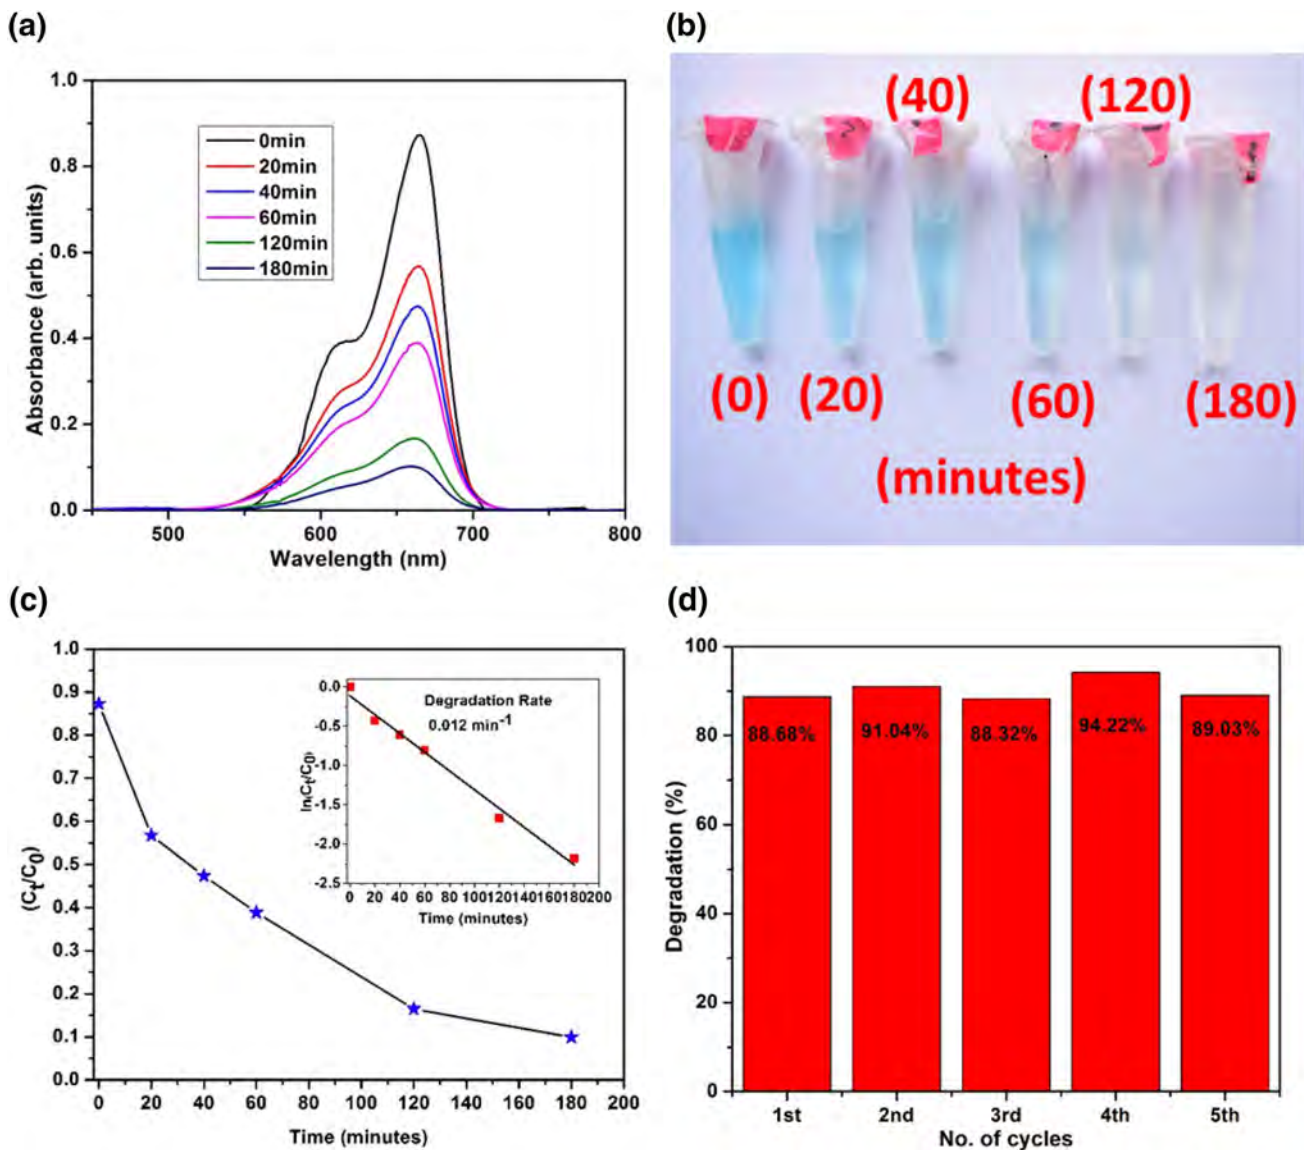 (a)
1.0
0.8
0.6
0.4
0.2
0.0
Absorbance (arb. units)
0min
20min
40min
60min
120min
180min
500 600 700 800
Wavelength (nm)
(b)
(40) (120)
(0) (20) (60) (180)
(minutes)
(c)
1.0
0.9
0.8
0.7
0.6
0.5
0.4
0.3
0.2
0.1
0.0
(Ct/C0)
0 20 40 60 80 100 120 140 160 180 200
Time (minutes)
0.0
-0.5
-1.0
-1.5
-2.0
-2.5
ln(Ct/C0)
Degradation Rate
0.012 min-1
0 20 40 60 80 100 120 140 160 180 200
Time (minutes)
(d)
100
80
60
40
20
0
Degradation (%)
88.68% 91.04% 88.32% 94.22% 89.03%
1st 2nd 3rd 4th 5th
No. of cycles